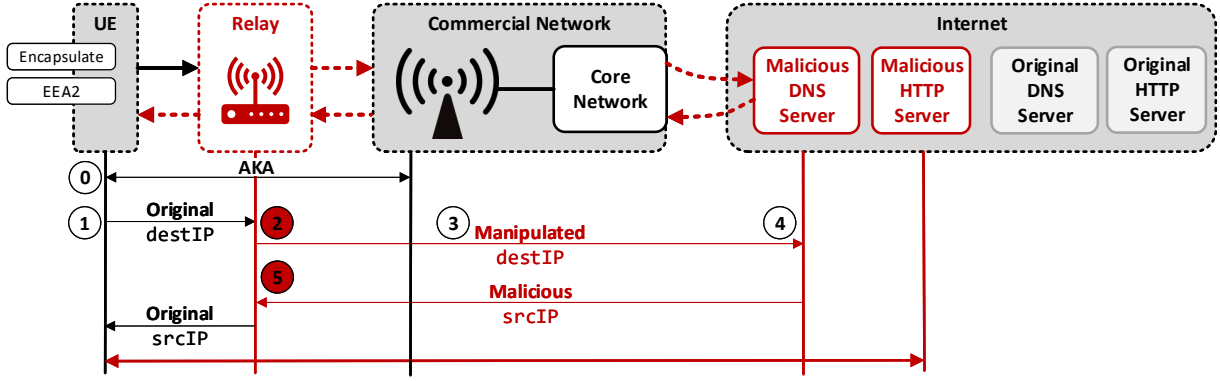 UE
Relay
Commercial Network
Internet
Encapsulate
EEA2
Core
Network
Malicious
DNS
Server
Malicious
HTTP
Server
Original
DNS
Server
Original
HTTP
Server
0
AKA
1
Original
destIP
2
3
Manipulated
destIP
4
5
Malicious
srcIP
Original
srcIP